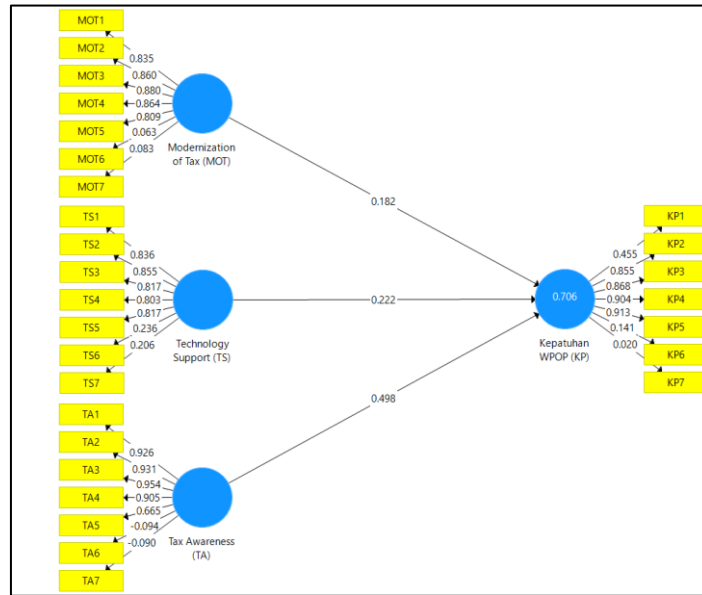 MOT1
MOT2
MOT3
MOT4
MOT5
MOT6
MOT7
0.835
0.860
0.880
0.864
0.809
0.063
0.083
Modernization
of Tax (MOT)
0.182
TS1
TS2
TS3
TS4
TS5
TS6
TS7
0.836
0.855
0.817
0.803
0.817
0.236
0.206
Technology
Support (TS)
0.222
TA1
TA2
TA3
TA4
TA5
TA6
TA7
0.926
0.931
0.954
0.905
0.665
-0.094
-0.090
Tax Awareness
(TA)
0.498
0.706
Kepatuhan
WPOP (KP)
0.455
0.855
0.868
0.904
0.913
0.141
0.020
KP1
KP2
KP3
KP4
KP5
KP6
KP7